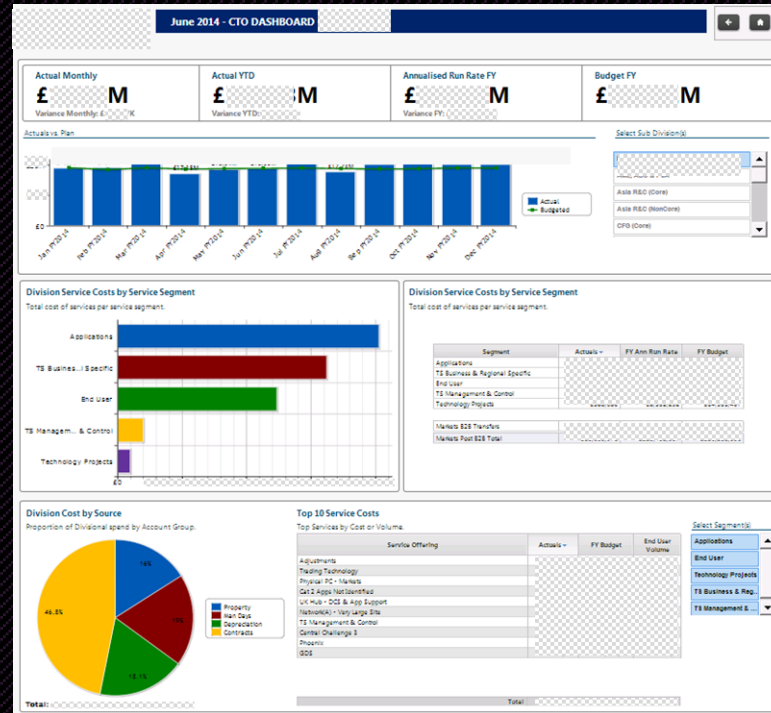 June 2014 - CTO DASHBOARD
Actual Monthly
£ M
Variance Monthly: £ K
Actual YTD
£ M
Variance YTD:
Annualised Run Rate FY
£ M
Variance FY:
Budget FY
£ M
Actuals vs. Plan
£0
Jan FY2014
Feb FY2014
Mar FY2014
Apr FY2014
May FY2014
Jun FY2014
Jul FY2014
Aug FY2014
Sep FY2014
Oct FY2014
Nov FY2014
Dec FY2014
Actual
Budgeted
Select Sub Division(s)
Asia R&C (Core)
Asia R&C (NonCore)
CFG (Core)
Division Service Costs by Service Segment
Total cost of services per service segment.
Applications
TS Busines...l Specific
End User
TS Managem... & Control
Technology Projects
£0
Division Service Costs by Service Segment
Total cost of services per service segment.
Segment Actuals FY Ann Run Rate FY Budget
Applications
TS Business & Regional Specific
End User
TS Management & Control
Technology Projects
Markets B2B Transfers
Markets Post B2B Total
Division Cost by Source
Proportion of Divisional spend by Account Group.
16%
46.5%
18.1%
Property
Man Days
Depreciation
Contracts
Total:
Top 10 Service Costs
Top Services by Cost or Volume.
Service Offering Actuals FY Budget End User Volume
Adjustments
Trading Technology
Physical PC - Markets
Cat 2 Apps Not Identified
UK Hub - DCS & App Support
Network(A) - Very Large Site
TS Management & Control
Central Challenge 3
Phoenix
GDS
Total
Select Segment(s)
Applications
End User
Technology Projects
TS Business & Reg...
TS Management & ...